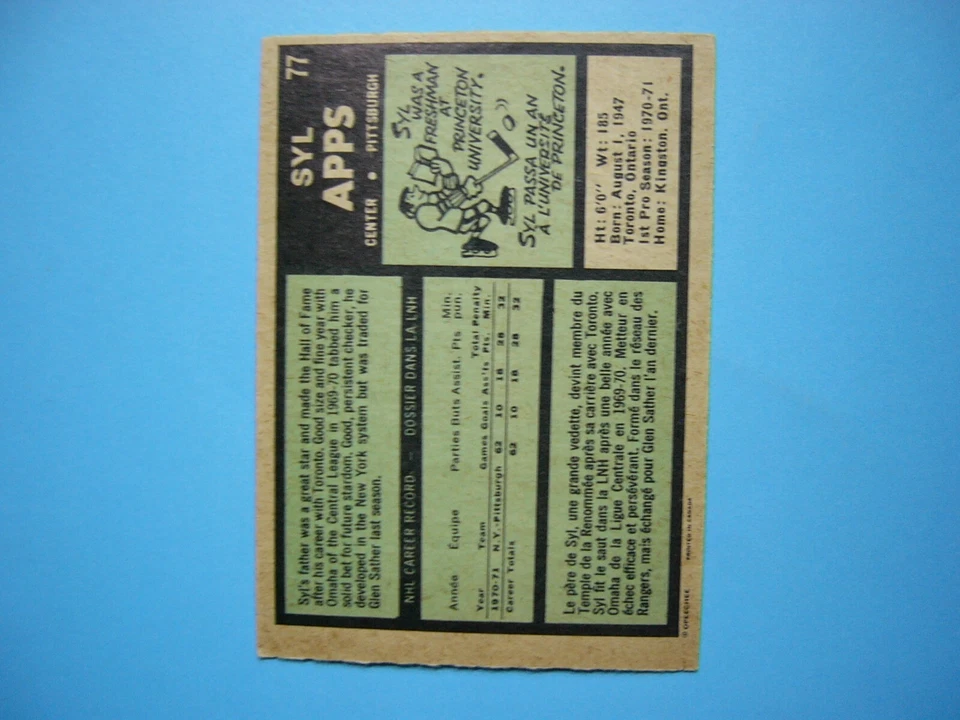 SYL
APPS
77
CENTER • PITTSBURGH
Syl's father was a great star and made the Hall of Fame
after his career with Toronto. Good size and fine year with
Omaha of the Central League in 1969-70 tabbed him a
solid bet for future stardom. Good, persistent checker, he
developed in the New York system but was traded for
Glen Sather last season.
SYL
WAS A
FRESHMAN
AT
PRINCETON
UNIVERSITY.
SYL PASSA UN AN
À L'UNIVERSITÉ
DE PRINCETON.
NHL CAREER RECORD. — DOSSIER DANS LA LNH
Année Équipe Parties Buts Assist. Pts Min. pun.
Year Team Games Goals Ass'ts Total Pts. Penalty Min.
1970-71 N.Y.-Pittsburgh 62 10 18 28 32
Career Totals 62 10 18 28 32
Ht: 6'0" Wt: 185
Born: August 1, 1947
Toronto, Ontario
1st Pro Season: 1970-71
Home: Kingston, Ont.
Le père de Syl, une grande vedette, devint membre du
Temple de la Renommée après sa carrière avec Toronto.
Syl fit le saut dans la LNH après une belle année avec
Omaha de la Ligue Centrale en 1969-70. Metteur en
échec efficace et persévérant. Formé dans le réseau des
Rangers, mais échangé pour Glen Sather l'an dernier.
© OPEECHEE PRINTED IN CANADA